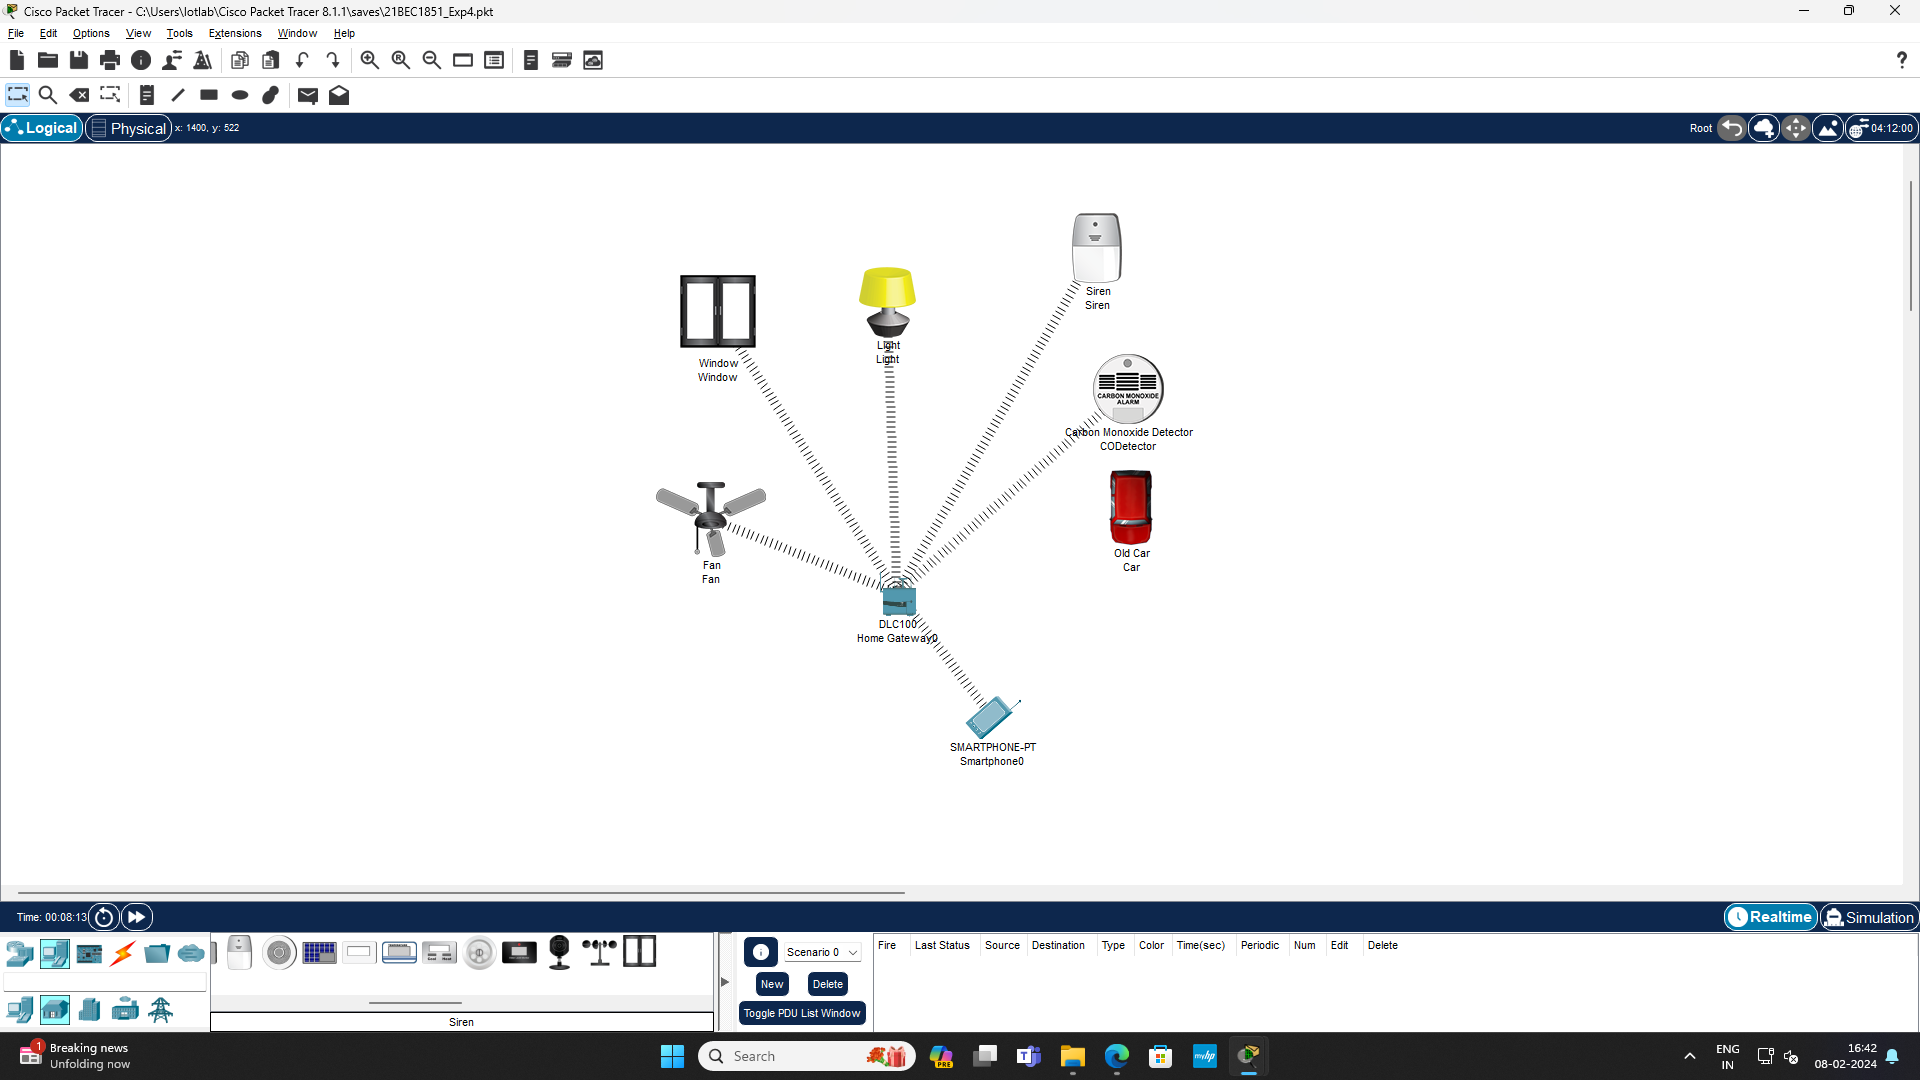 Cisco Packet Tracer - C:\Users\Iotlab\Cisco Packet Tracer 8.1.1\saves\21BEC1851_Exp4.pkt
File Edit Options View Tools Extensions Window Help
?
Logical Physical x: 1400, y: 522 Root 04:12:00
Siren
Siren
Light
Light
Window
Window
CARBON MONOXIDE
ALARM
Carbon Monoxide Detector
CODetector
Old Car
Car
Fan
Fan
DLC100
Home Gateway0
SMARTPHONE-PT
Smartphone0
Time: 00:08:13 Realtime Simulation
Scenario 0
New Delete
Toggle PDU List Window
Fire Last Status Source Destination Type Color Time(sec) Periodic Num Edit Delete
Siren
1
Breaking news
Unfolding now
Search
PRE
myhp
ENG
IN
16:42
08-02-2024